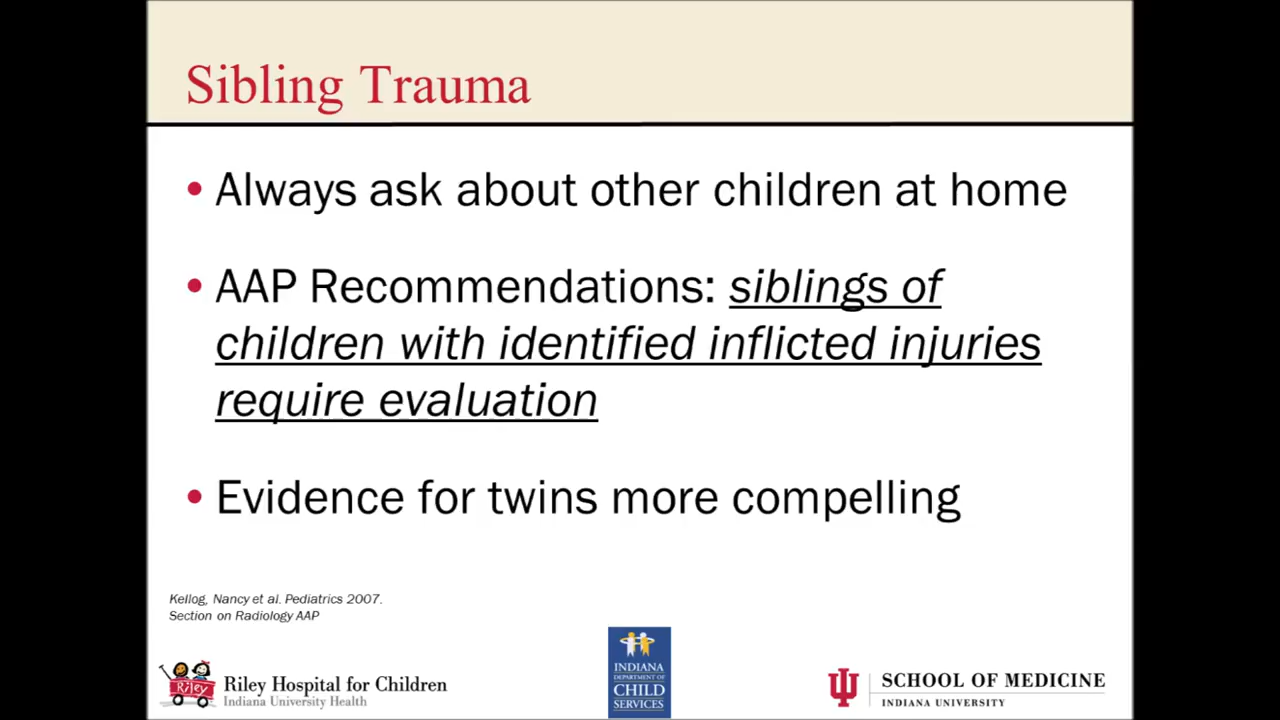 Sibling Trauma
• Always ask about other children at home
• AAP Recommendations: siblings of
children with identified inflicted injuries
require evaluation
• Evidence for twins more compelling
Kellog, Nancy et al. Pediatrics 2007.
Section on Radiology AAP
Riley
Riley Hospital for Children
Indiana University Health
INDIANA
DEPARTMENT OF
CHILD
SERVICES
SCHOOL OF MEDICINE
INDIANA UNIVERSITY